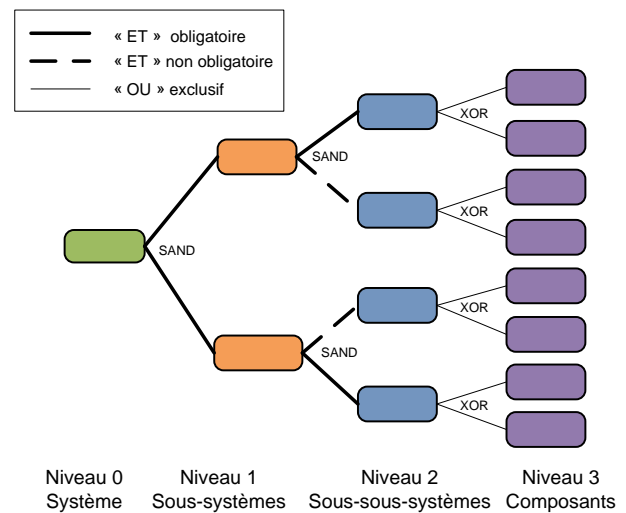 « ET »  obligatoire
« ET » non obligatoire
« OU » exclusif
XOR
SAND
XOR
SAND
XOR
SAND
XOR
Niveau 0
Système
Niveau 1
Sous-systèmes
Niveau 2
Sous-sous-systèmes
Niveau 3
Composants